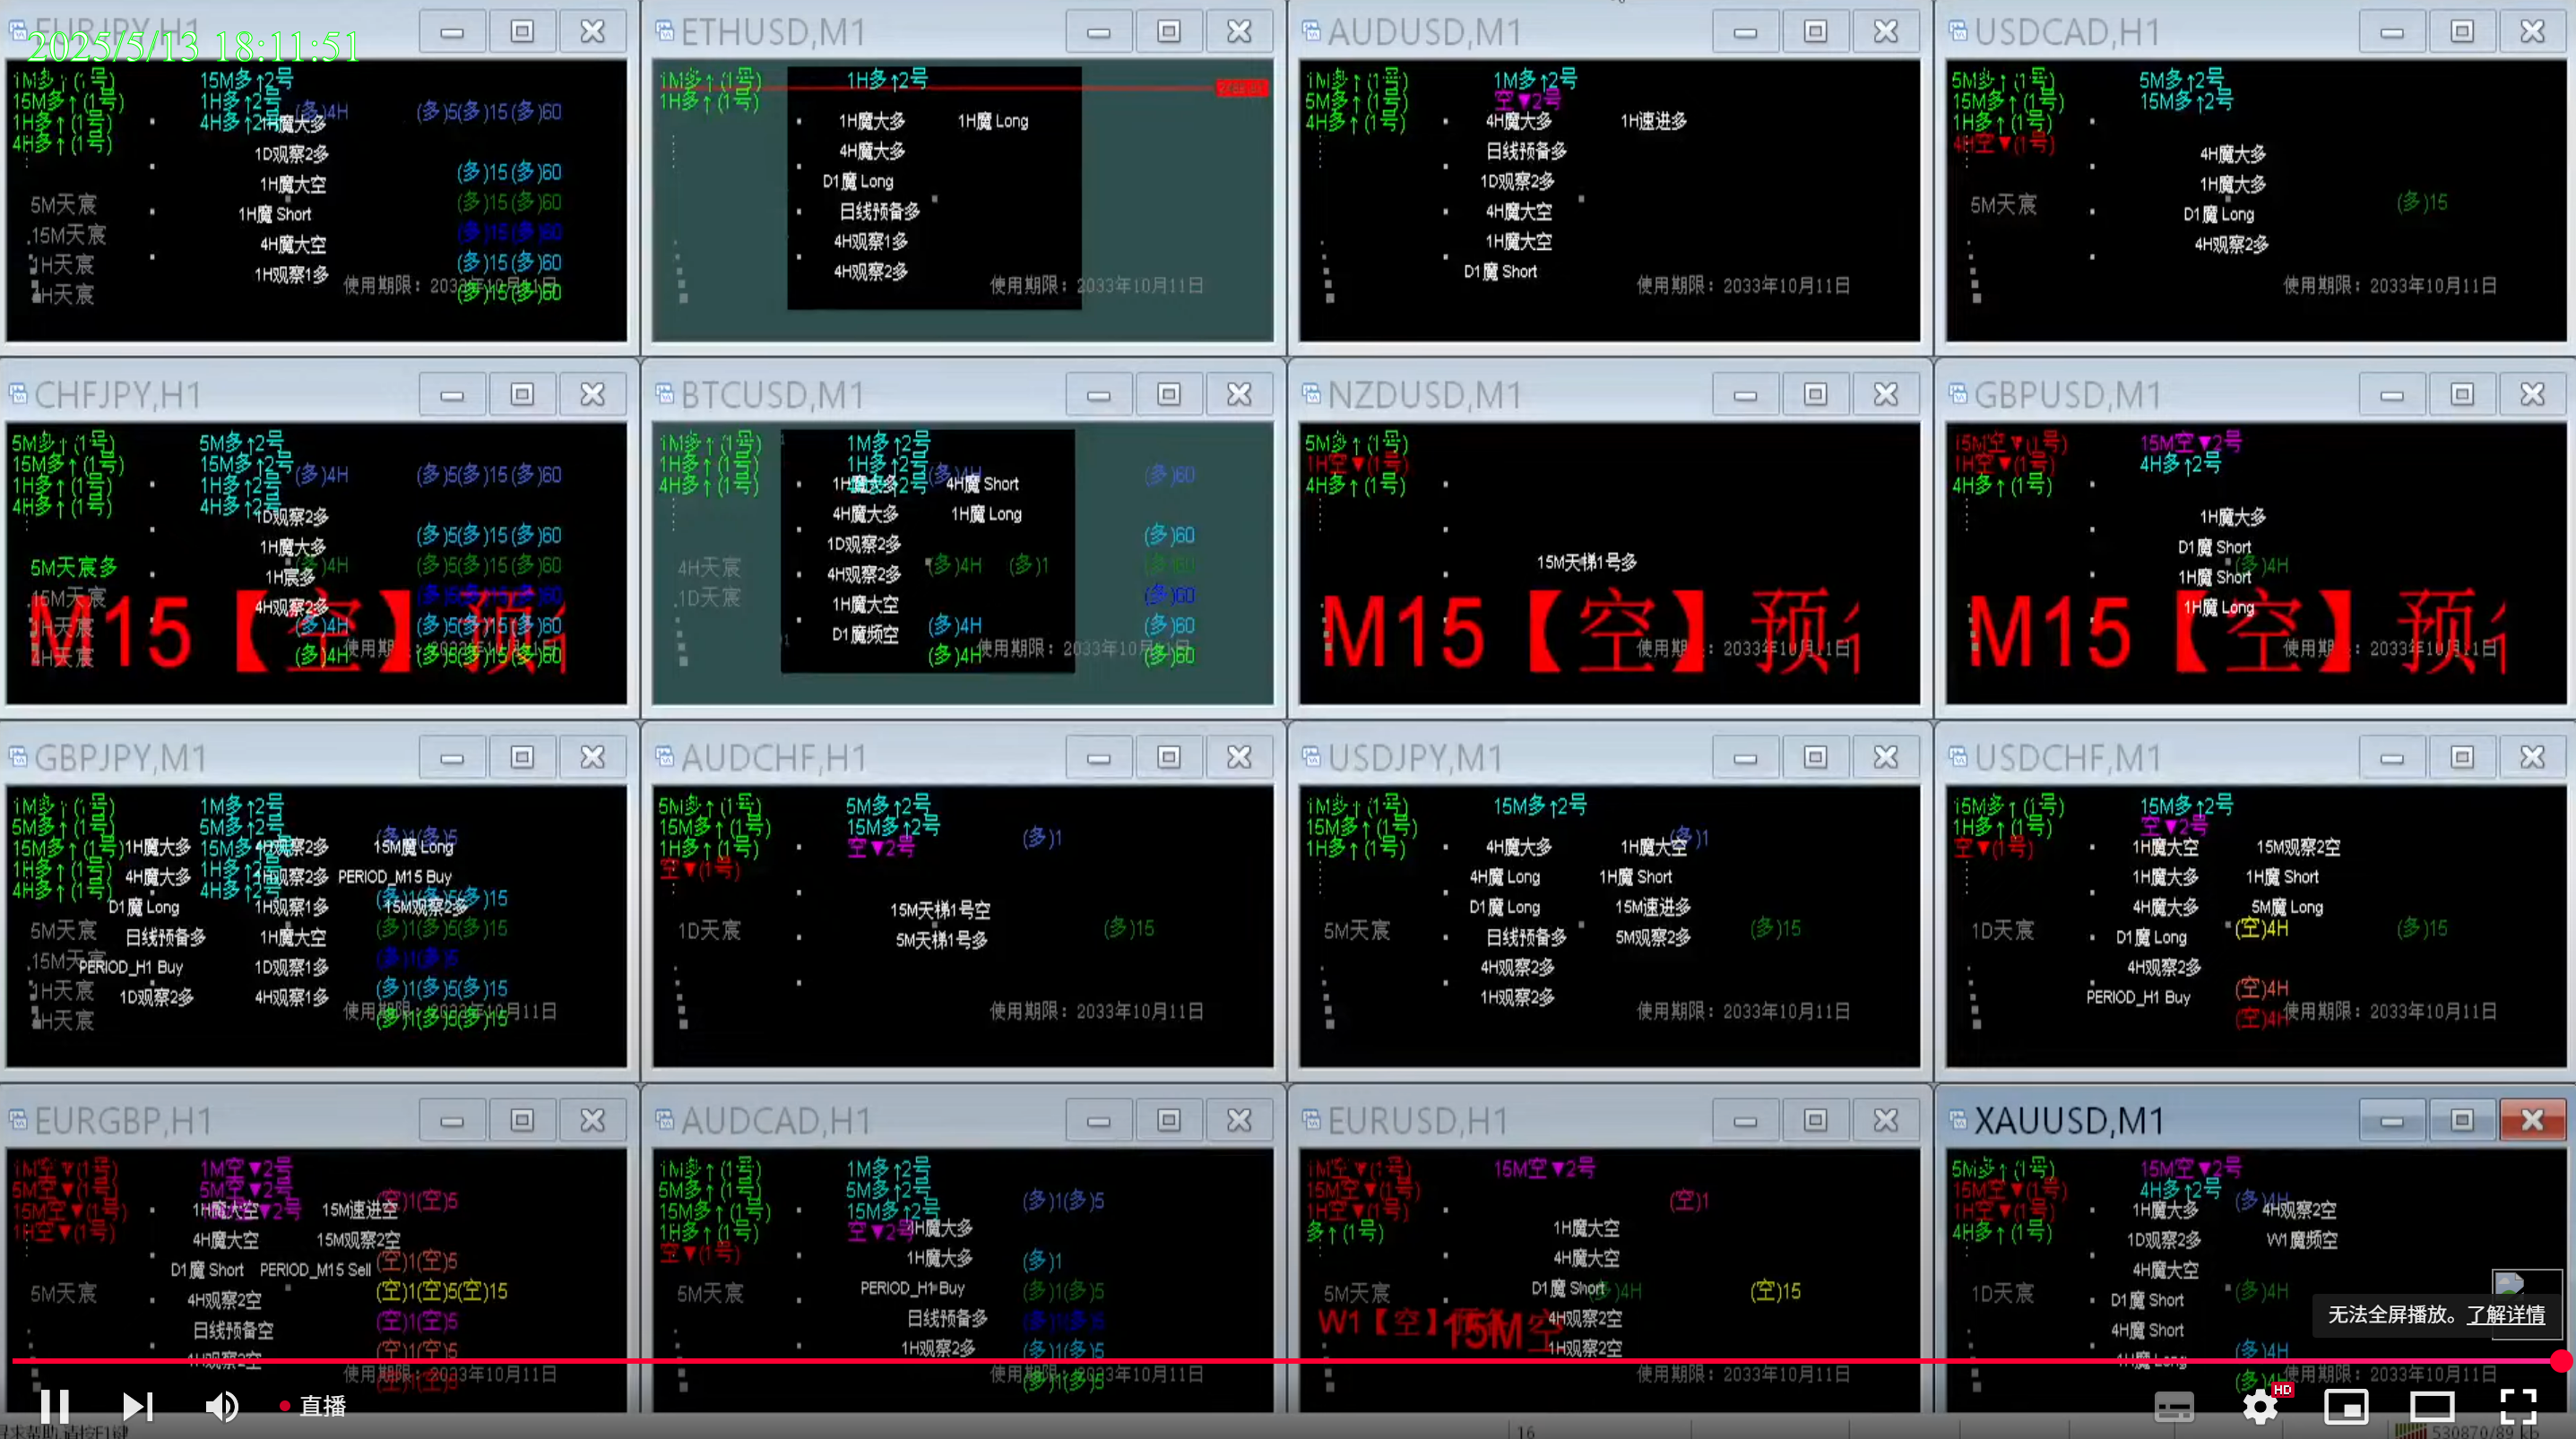 EURJPY,H1
2025/5/13 18:11:51
1M多↑(1号)
15M多↑(1号)
1H多↑(1号)
4H多↑(1号)
15M多↑2号
1H多↑2号
4H多↑2号
(多)4H
(多)5(多)15(多)60
1H魔大多
1D观察2多
1H魔大空
1H魔 Short
4H魔大空
1H观察1多
(多)15(多)60
(多)15(多)60
(多)15(多)60
(多)15(多)60
(多)15(多)60
5M天宸
15M天宸
1H天宸
4H天宸
使用期限：2033年10月11日
ETHUSD,M1
1M多↑(1号)
1H多↑(1号)
1H多↑2号
1H魔大多
1H魔 Long
4H魔大多
D1魔 Long
日线预备多
4H观察1多
4H观察2多
使用期限：2033年10月11日
AUDUSD,M1
1M多↑(1号)
5M多↑(1号)
4H多↑(1号)
1M多↑2号
空▼2号
4H魔大多
1H速进多
日线预备多
1D观察2多
4H魔大空
1H魔大空
D1魔 Short
使用期限：2033年10月11日
USDCAD,H1
5M多↑(1号)
15M多↑(1号)
1H多↑(1号)
4H空▼(1号)
5M多↑2号
15M多↑2号
4H魔大多
1H魔大多
D1魔 Long
4H观察2多
5M天宸
(多)15
使用期限：2033年10月11日
CHFJPY,H1
5M多↑(1号)
15M多↑(1号)
1H多↑(1号)
4H多↑(1号)
5M多↑2号
15M多↑2号
1H多↑2号
4H多↑2号
(多)4H
(多)5(多)15(多)60
1D观察2多
1H魔大多
1H宸多
4H观察2多
(多)5(多)15(多)60
(多)4H
(多)5(多)15(多)60
(多)5(多)15(多)60
(多)4H
(多)5(多)15(多)60
(多)4H
(多)5(多)15(多)60
5M天宸多
15M天宸
1H天宸
4H天宸
M15【空】预
使用期限：2033年10月11日
BTCUSD,M1
1M多↑(1号)
1H多↑(1号)
4H多↑(1号)
1M多↑2号
1H多↑2号
4H多↑2号
(多)4H
(多)60
1H魔大多
4H魔 Short
4H魔大多
1H魔 Long
1D观察2多
4H观察2多
1H魔大空
D1魔频空
(多)60
(多)4H
(多)1
(多)60
(多)60
(多)4H
(多)60
(多)4H
(多)60
4H天宸
1D天宸
使用期限：2033年10月11日
NZDUSD,M1
5M多↑(1号)
1H空▼(1号)
4H多↑(1号)
15M天梯1号多
M15【空】预
使用期限：2033年10月11日
GBPUSD,M1
15M空▼(1号)
1H空▼(1号)
4H多↑(1号)
15M空▼2号
4H多↑2号
1H魔大多
D1魔 Short
(多)4H
1H魔 Short
1H魔 Long
M15【空】预
使用期限：2033年10月11日
GBPJPY,M1
1M多↑(1号)
5M多↑(1号)
15M多↑(1号)
1H多↑(1号)
4H多↑(1号)
1M多↑2号
5M多↑2号
15M多↑2号
1H多↑2号
4H多↑2号
(多)1(多)5
1H魔大多
4H观察2多
15M魔 Long
4H魔大多
1H观察2多
PERIOD_M15 Buy
D1魔 Long
1H观察1多
15M观察2多
日线预备多
1H魔大空
PERIOD_H1 Buy
1D观察1多
1D观察2多
4H观察1多
(多)1(多)5(多)15
(多)1(多)5(多)15
(多)1(多)15
(多)1(多)5(多)15
(多)1(多)5(多)15
5M天宸
15M天宸
1H天宸
4H天宸
使用期限：2033年10月11日
AUDCHF,H1
5M多↑(1号)
15M多↑(1号)
1H多↑(1号)
空▼(1号)
5M多↑2号
15M多↑2号
空▼2号
(多)1
15M天梯1号空
5M天梯1号多
1D天宸
(多)15
使用期限：2033年10月11日
USDJPY,M1
1M多↑(1号)
15M多↑(1号)
1H多↑(1号)
15M多↑2号
(多)1
4H魔大多
1H魔大空
4H魔 Long
1H魔 Short
D1魔 Long
15M速进多
日线预备多
5M观察2多
4H观察2多
1H观察2多
5M天宸
(多)15
使用期限：2033年10月11日
USDCHF,M1
15M多↑(1号)
1H多↑(1号)
空▼(1号)
15M多↑2号
空▼2号
1H魔大空
15M观察2空
1H魔大多
1H魔 Short
4H魔大多
5M魔 Long
D1魔 Long
4H观察2多
PERIOD_H1 Buy
1D天宸
(空)4H
(多)15
(空)4H
(空)4H
使用期限：2033年10月11日
EURGBP,H1
1M空▼(1号)
5M空▼(1号)
15M空▼(1号)
1H空▼(1号)
1M空▼2号
5M空▼2号
▼2号
(空)1(空)5
1H魔大空
15M速进空
4H魔大空
15M观察2空
D1魔 Short
PERIOD_M15 Sell
4H观察2空
日线预备空
1H观察2空
(空)1(空)5
(空)1(空)5(空)15
(空)1(空)5
(空)1(空)5
5M天宸
使用期限：2033年10月11日
AUDCAD,H1
1M多↑(1号)
5M多↑(1号)
15M多↑(1号)
1H多↑(1号)
空▼(1号)
1M多↑2号
5M多↑2号
15M多↑2号
空▼2号
(多)1(多)5
魔大多
1H魔大多
PERIOD_H1 Buy
日线预备多
1H观察2多
(多)1
(多)1(多)5
(多)1(多)5
(多)1(多)5
5M天宸
使用期限：2033年10月11日
EURUSD,H1
1M空▼(1号)
15M空▼(1号)
1H空▼(1号)
多↑(1号)
15M空▼2号
(空)1
1H魔大空
4H魔大空
D1魔 Short
(多)4H
(空)15
4H观察2空
1H观察2空
5M天宸
W1【空】
15M空
使用期限：2033年10月11日
XAUUSD,M1
5M多↑(1号)
15M空▼(1号)
1H空▼(1号)
4H多↑(1号)
15M空▼2号
4H多↑2号
(多)4H
1H魔大多
4H观察2空
1D观察2多
W1魔频空
4H魔大空
D1魔 Short
4H魔 Short
1H魔 Long
1D天宸
(多)4H
(多)4H
使用期限：2033年10月11日
无法全屏播放。了解详情
直播
HD
16
530870/89 kb